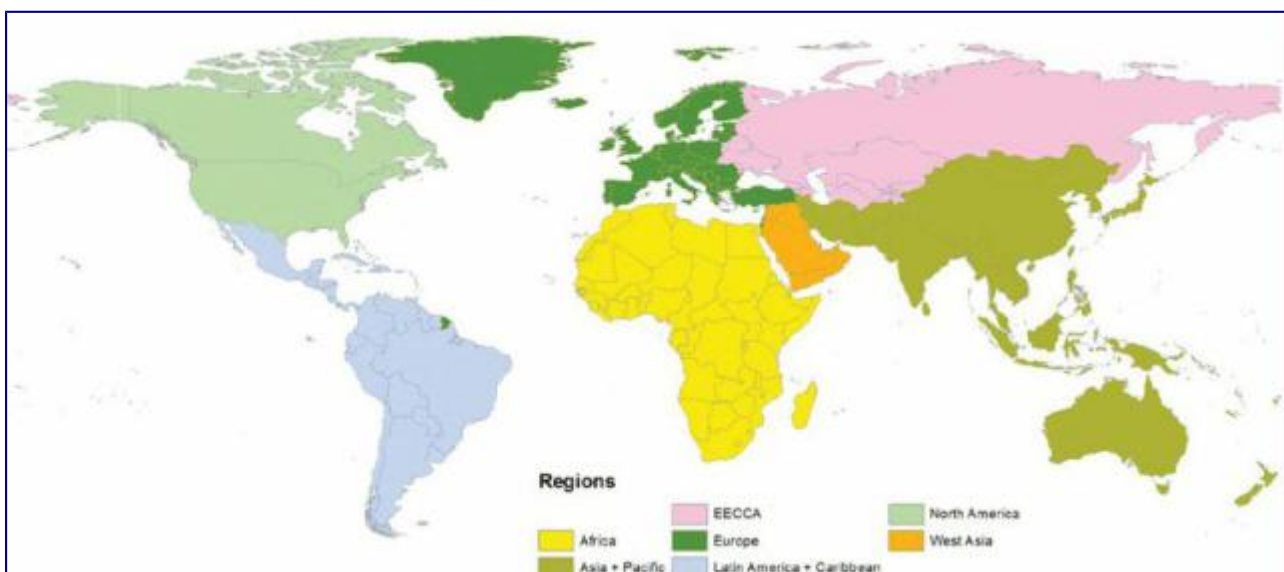 Regions
EECCA
North America
Africa
Europe
West Asia
Asia + Pacific
Latin America + Caribbean